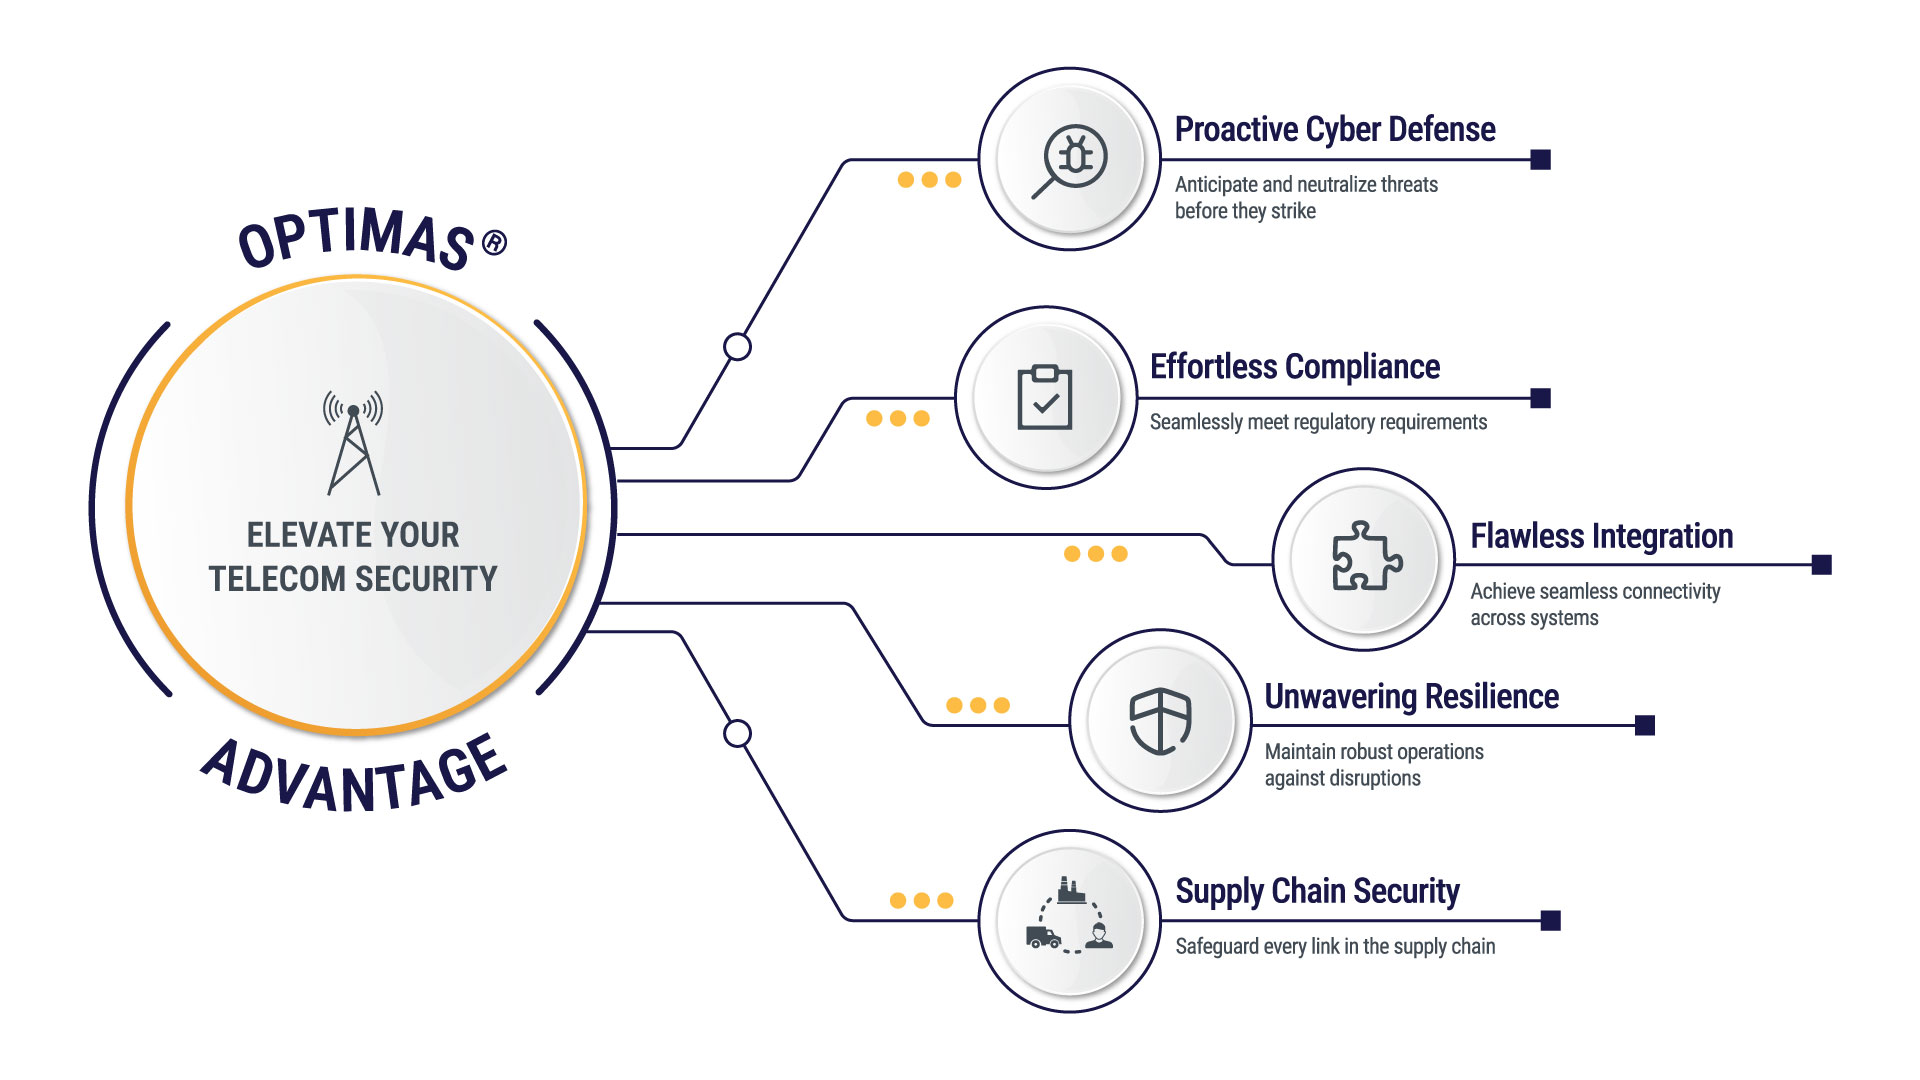 OPTIMAS®
ELEVATE YOUR
TELECOM SECURITY
ADVANTAGE
Proactive Cyber Defense
Anticipate and neutralize threats
before they strike
Effortless Compliance
Seamlessly meet regulatory requirements
Flawless Integration
Achieve seamless connectivity
across systems
Unwavering Resilience
Maintain robust operations
against disruptions
Supply Chain Security
Safeguard every link in the supply chain